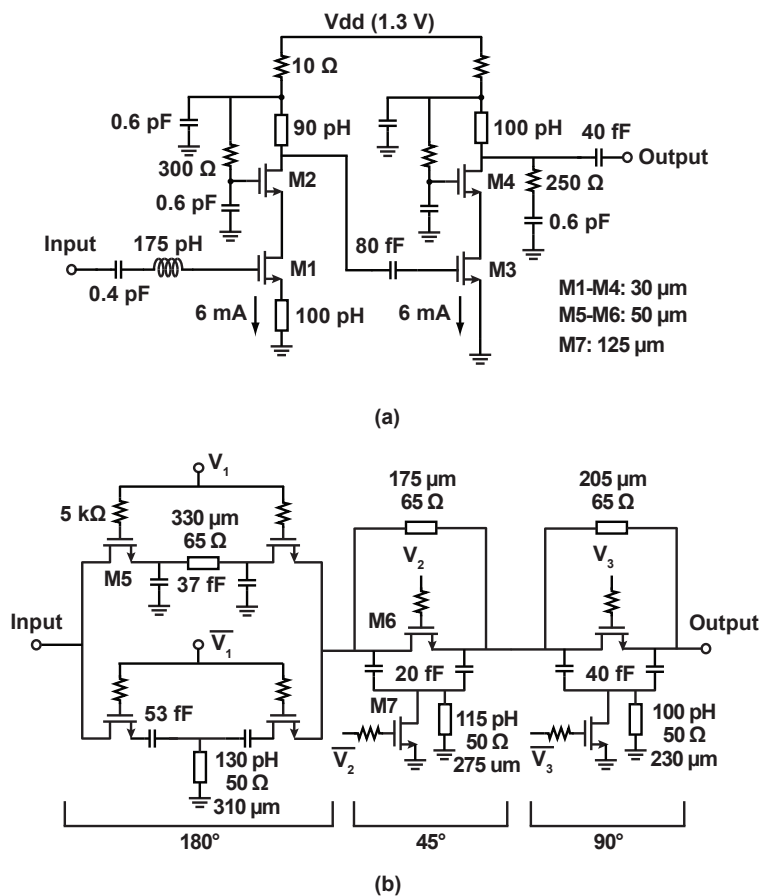 Vdd (1.3 V)
10 Ω
0.6 pF
90 pH
100 pH
40 fF
Output
300 Ω
M2
M4
250 Ω
0.6 pF
0.6 pF
Input
175 pH
80 fF
M1
M3
0.4 pF
6 mA
100 pH
6 mA
M1-M4: 30 µm
M5-M6: 50 µm
M7: 125 µm
(a)
V1
175 µm
65 Ω
205 µm
65 Ω
5 kΩ
330 µm
65 Ω
V2
V3
M5
37 fF
Input
V̅1
M6
Output
53 fF
20 fF
40 fF
M7
130 pH
50 Ω
310 µm
V̅2
115 pH
50 Ω
275 um
V̅3
100 pH
50 Ω
230 µm
180°
45°
90°
(b)